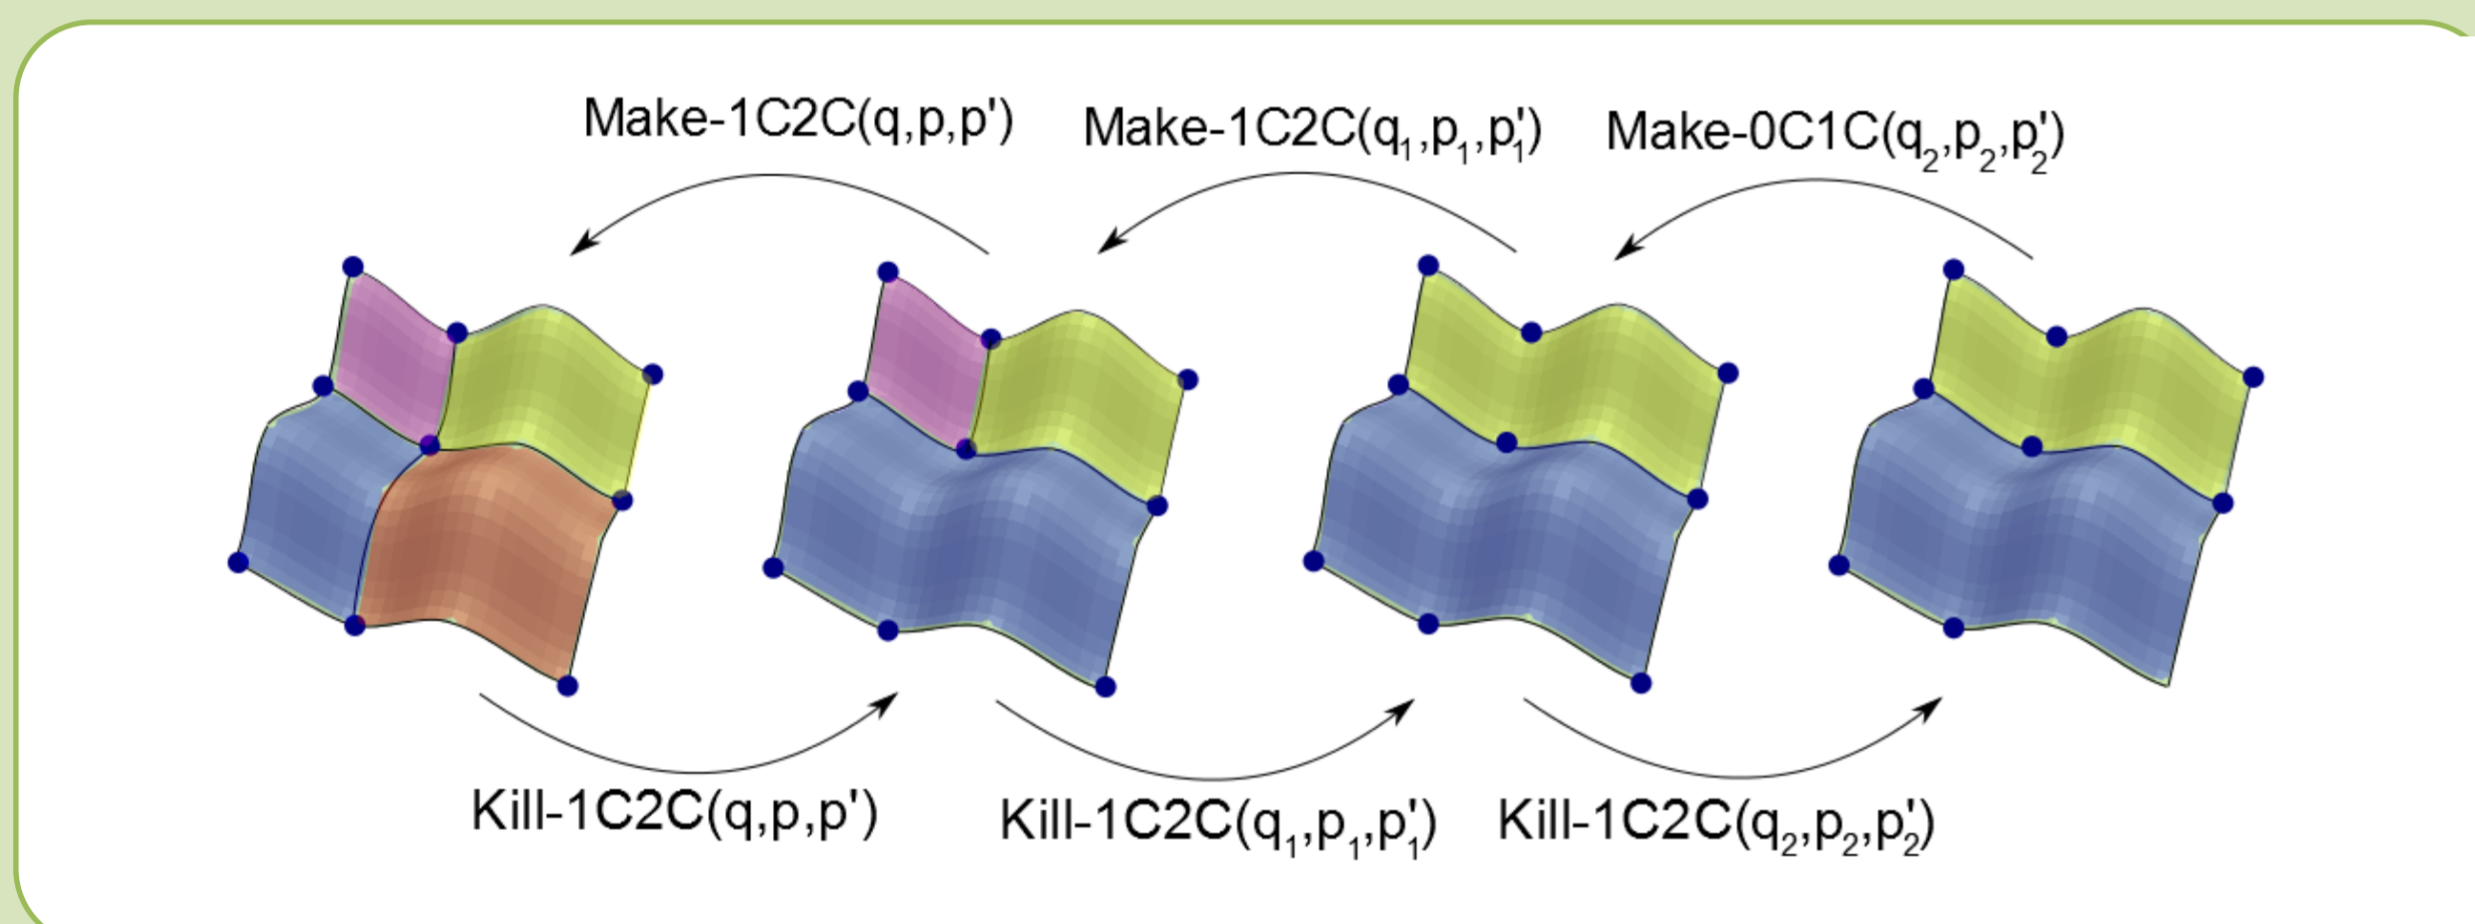 Make-1C2C(q,p,p')
Make-1C2C(q₁,p₁,p'₁)
Make-0C1C(q₂,p₂,p'₂)
Kill-1C2C(q,p,p')
Kill-1C2C(q₁,p₁,p'₁)
Kill-1C2C(q₂,p₂,p'₂)